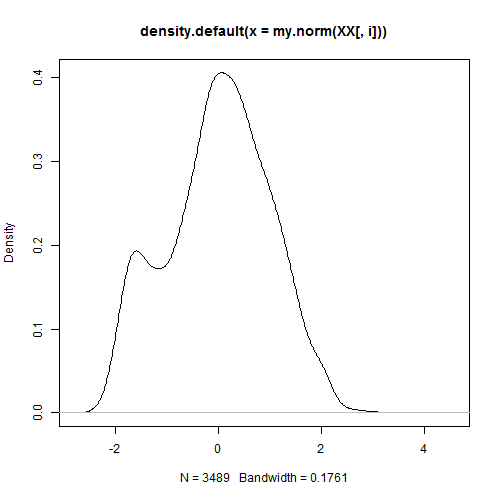 density.default(x = my.norm(XX[, i]))
Density
0.4
0.3
0.2
0.1
0.0
-2 0 2 4
N = 3489 Bandwidth = 0.1761